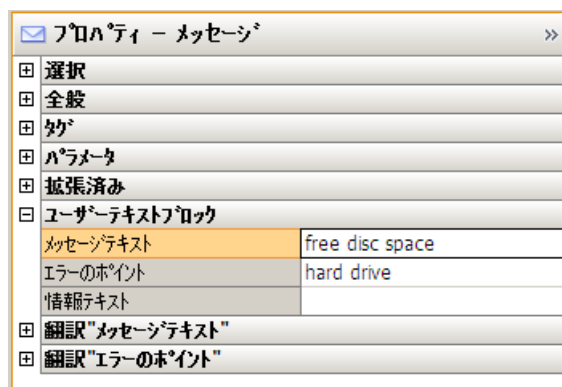 ﾌﾟﾛﾊﾟﾃｨ － ﾒｯｾｰｼﾞ »
選択
全般
ﾀｸﾞ
ﾊﾟﾗﾒｰﾀ
拡張済み
ﾕｰｻﾞｰﾃｷｽﾄﾌﾞﾛｯｸ
ﾒｯｾｰｼﾞﾃｷｽﾄ free disc space
ｴﾗｰのﾎﾟｲﾝﾄ hard drive
情報ﾃｷｽﾄ
翻訳"ﾒｯｾｰｼﾞﾃｷｽﾄ"
翻訳"ｴﾗｰのﾎﾟｲﾝﾄ"